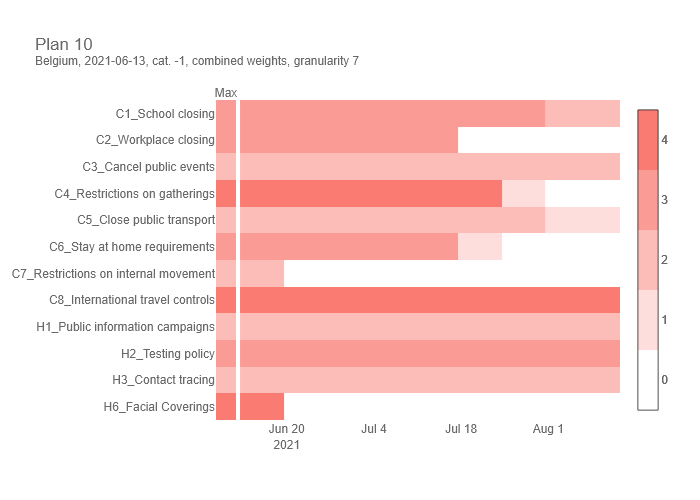 Plan 10
Belgium, 2021-06-13, cat. -1, combined weights, granularity 7
Max
C1_School closing
C2_Workplace closing
C3_Cancel public events
C4_Restrictions on gatherings
C5_Close public transport
C6_Stay at home requirements
C7_Restrictions on internal movement
C8_International travel controls
H1_Public information campaigns
H2_Testing policy
H3_Contact tracing
H6_Facial Coverings
Jun 20
2021
Jul 4
Jul 18
Aug 1
4
3
2
1
0